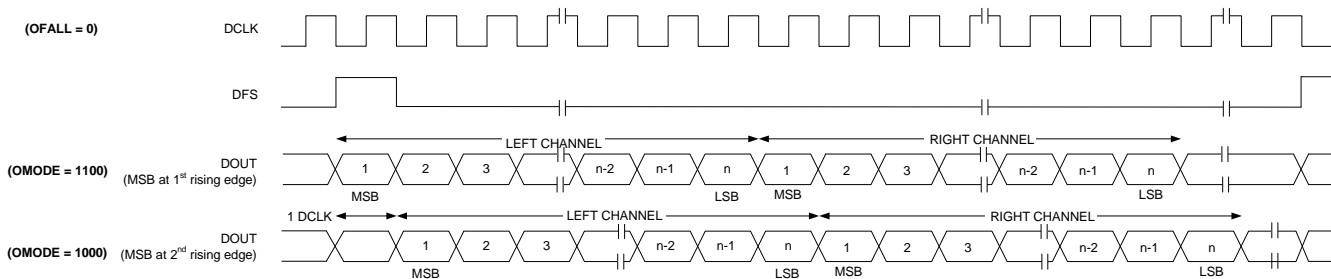 (OFALL = 0) DCLK
DFS
LEFT CHANNEL RIGHT CHANNEL
(OMODE = 1100) DOUT 1 2 3 n-2 n-1 n 1 2 3 n-2 n-1 n
(MSB at 1st rising edge)
MSB LSB MSB LSB
1 DCLK LEFT CHANNEL RIGHT CHANNEL
(OMODE = 1000) DOUT 1 2 3 n-2 n-1 n 1 2 3 n-2 n-1 n
(MSB at 2nd rising edge)
MSB LSB MSB LSB